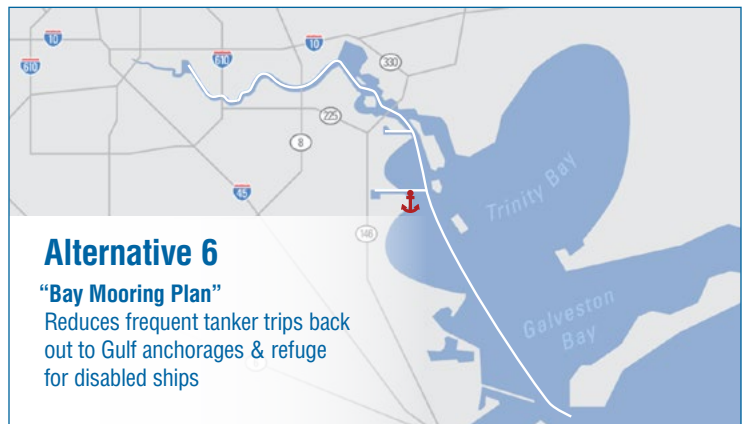 10
10
610
610
330
225
8
45
146
Trinity Bay
Galveston
Bay
Alternative 6
“Bay Mooring Plan”
Reduces frequent tanker trips back
out to Gulf anchorages & refuge
for disabled ships